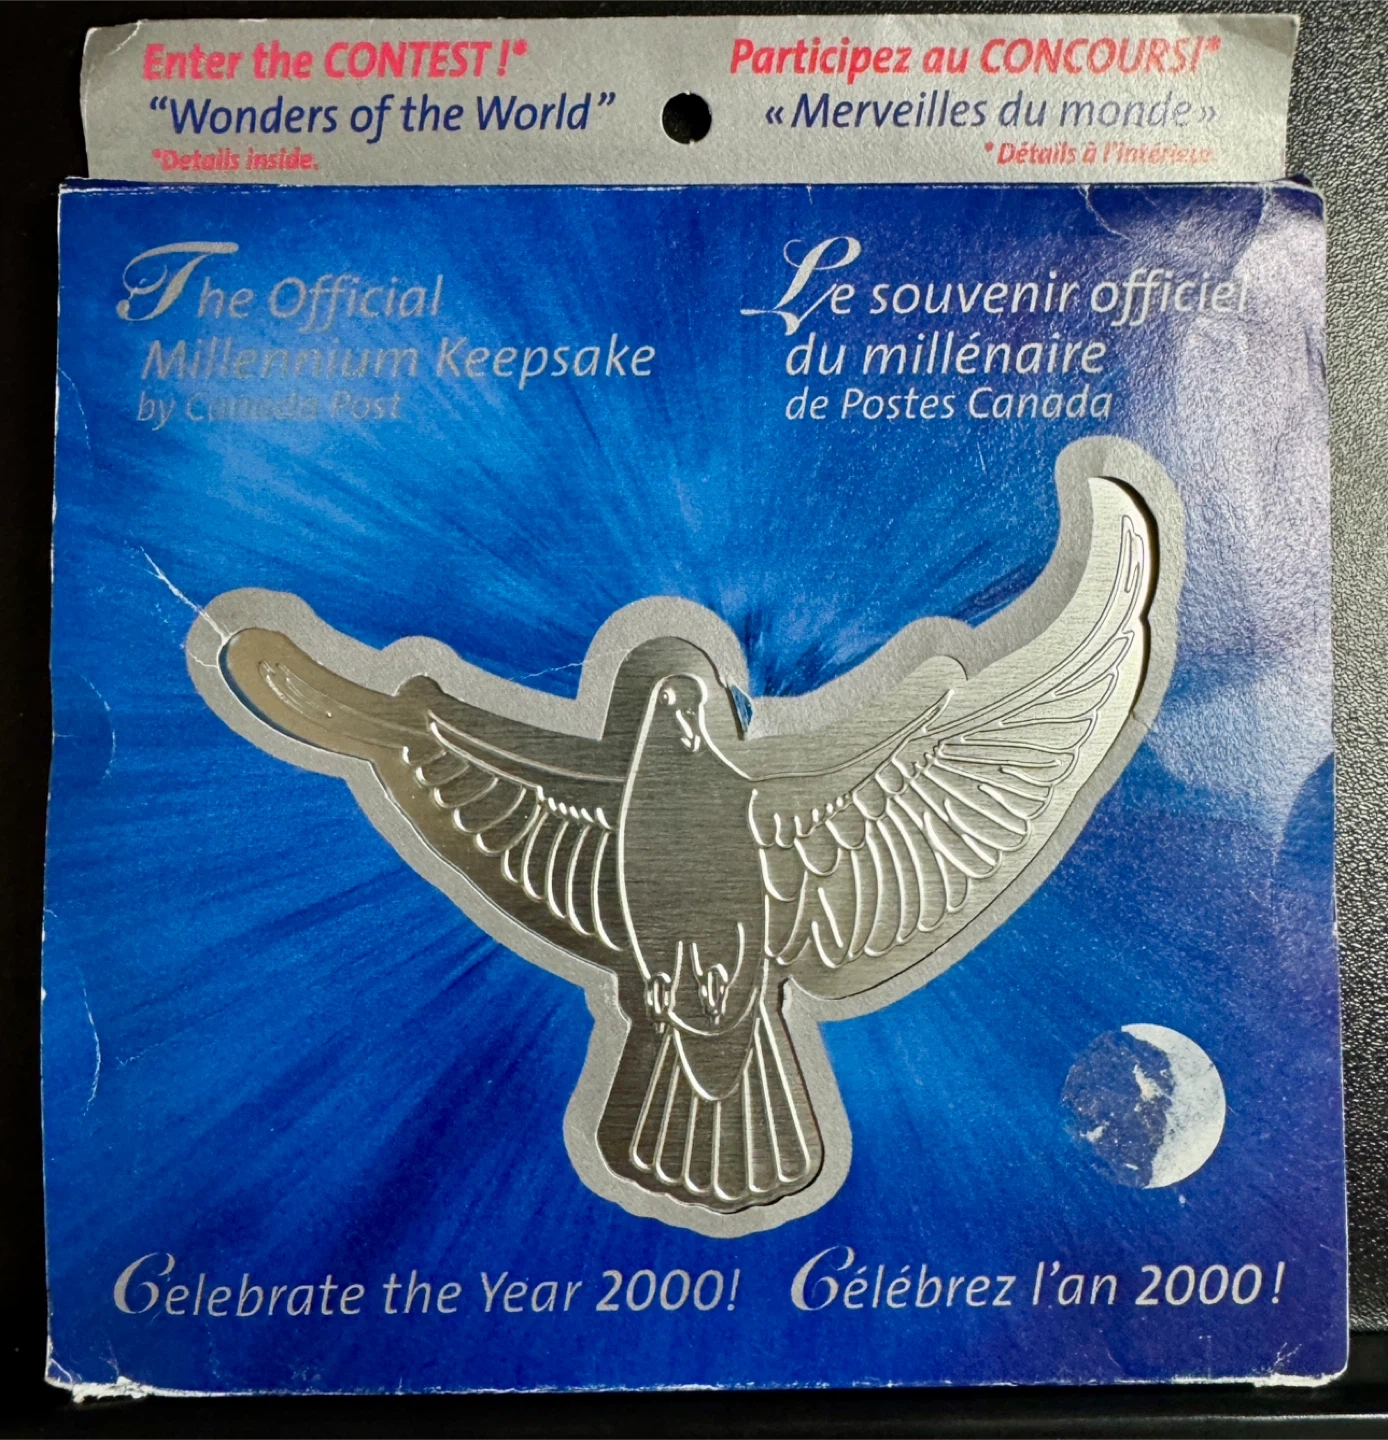 Enter the CONTEST!*
“Wonders of the World”
*Details inside.
Participez au CONCOURS!*
« Merveilles du monde »
* Détails à l'intérieur.
The Official
Millennium Keepsake
by Canada Post
Le souvenir officiel
du millénaire
de Postes Canada
Celebrate the Year 2000!
Célébrez l'an 2000!